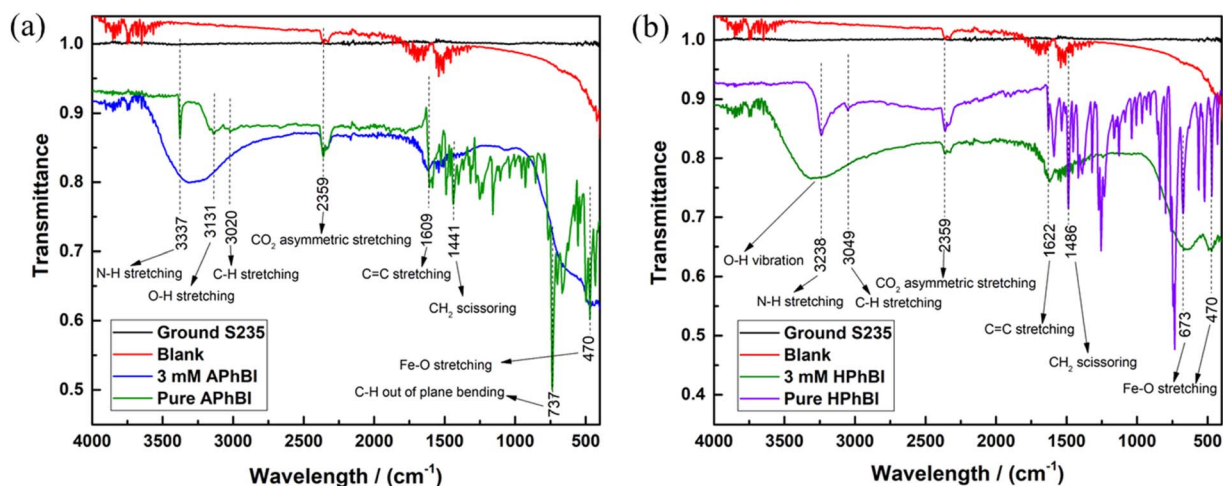 (a)
Transmittance
1.0
0.9
0.8
0.7
0.6
0.5
3337
3131
3020
2359
1609
1441
737
470
N-H stretching
O-H stretching
C-H stretching
CO2 asymmetric stretching
C=C stretching
CH2 scissoring
Fe-O stretching
C-H out of plane bending
Ground S235
Blank
3 mM APhBI
Pure APhBI
4000 3500 3000 2500 2000 1500 1000 500
Wavelength / (cm-1)
(b)
Transmittance
1.0
0.9
0.8
0.7
0.6
0.5
0.4
3238
3049
2359
1622
1486
673
470
O-H vibration
N-H stretching
C-H stretching
CO2 asymmetric stretching
C=C stretching
CH2 scissoring
Fe-O stretching
Ground S235
Blank
3 mM HPhBI
Pure HPhBI
4000 3500 3000 2500 2000 1500 1000 500
Wavelength / (cm-1)